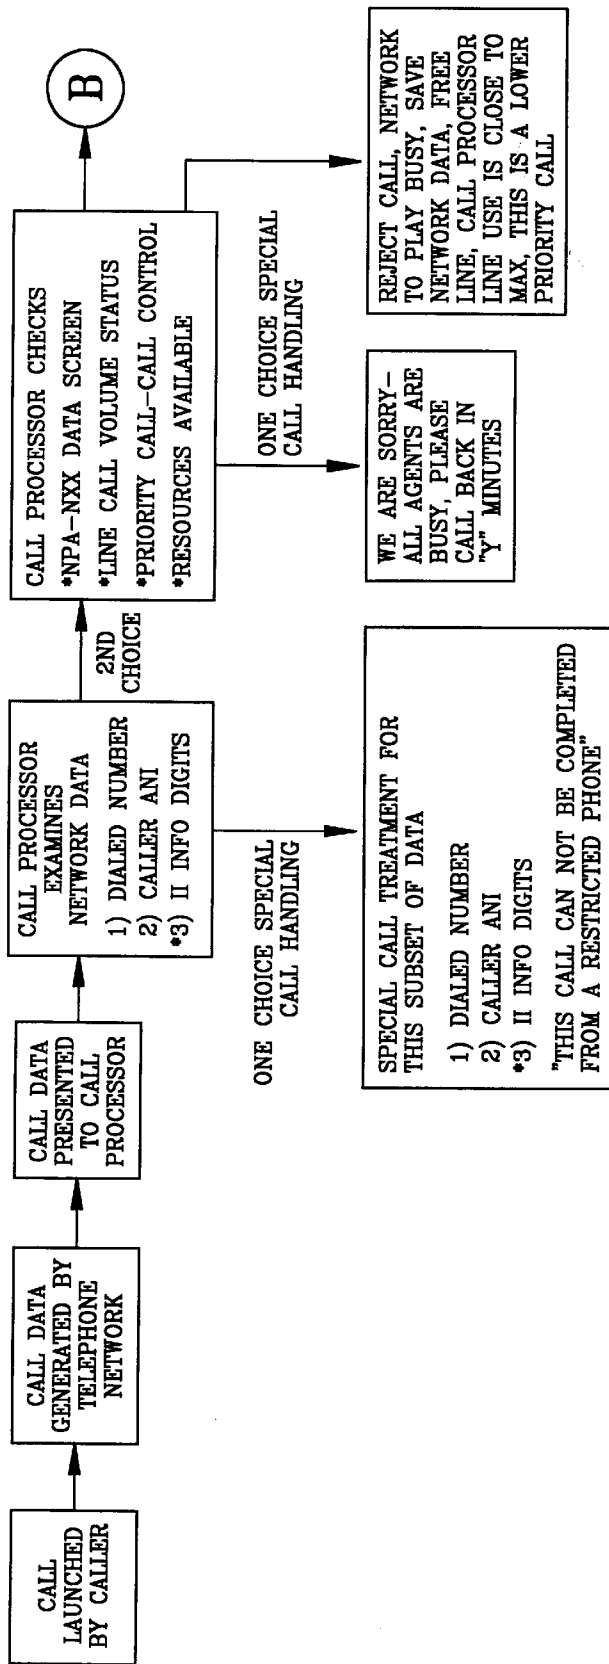 CALL
LAUNCHED
BY CALLER
CALL DATA
GENERATED BY
TELEPHONE
NETWORK
CALL DATA
PRESENTED
TO CALL
PROCESSOR
CALL PROCESSOR
EXAMINES
NETWORK DATA
1) DIALED NUMBER
2) CALLER ANI
*3) II INFO DIGITS
2ND
CHOICE
CALL PROCESSOR CHECKS
*NPA-NXX DATA SCREEN
*LINE CALL VOLUME STATUS
*PRIORITY CALL-CALL CONTROL
*RESOURCES AVAILABLE
B
ONE CHOICE SPECIAL
CALL HANDLING
ONE CHOICE SPECIAL
CALL HANDLING
SPECIAL CALL TREATMENT FOR
THIS SUBSET OF DATA
1) DIALED NUMBER
2) CALLER ANI
*3) II INFO DIGITS
"THIS CALL CAN NOT BE COMPLETED
FROM A RESTRICTED PHONE"
WE ARE SORRY-
ALL AGENTS ARE
BUSY, PLEASE
CALL BACK IN
"Y" MINUTES
REJECT CALL, NETWORK
TO PLAY BUSY, SAVE
NETWORK DATA, FREE
LINE, CALL PROCESSOR
LINE USE IS CLOSE TO
MAX, THIS IS A LOWER
PRIORITY CALL